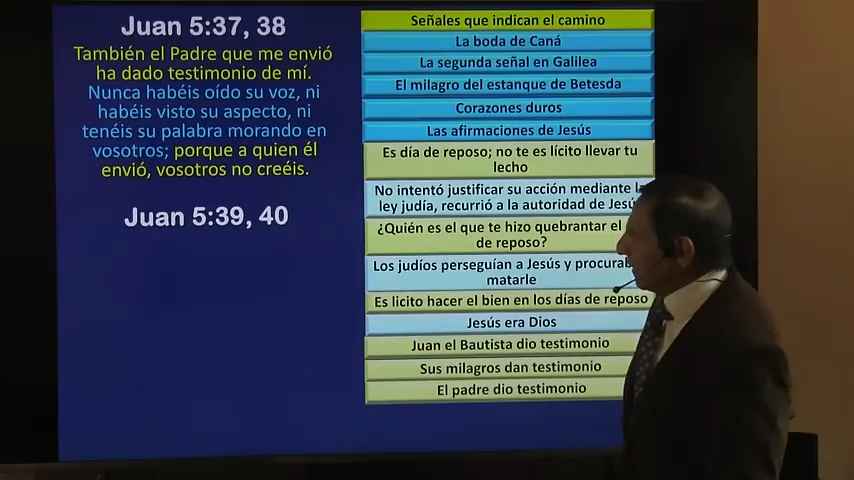 Juan 5:37, 38
También el Padre que me envió
ha dado testimonio de mí.
Nunca habéis oído su voz, ni
habéis visto su aspecto, ni
tenéis su palabra morando en
vosotros; porque a quien él
envió, vosotros no creéis.
Juan 5:39, 40
Señales que indican el camino
La boda de Caná
La segunda señal en Galilea
El milagro del estanque de Betesda
Corazones duros
Las afirmaciones de Jesús
Es día de reposo; no te es lícito llevar tu
lecho
No intentó justificar su acción mediante
ley judía, recurrió a la autoridad de
¿Quién es el que te hizo quebrantar el
de reposo?
Los judíos perseguían a Jesús y
matarle
Es licito hacer el bien en los días de reposo
Jesús era Dios
Juan el Bautista dio testimonio
Sus milagros dan testimonio
El padre dio testimonio